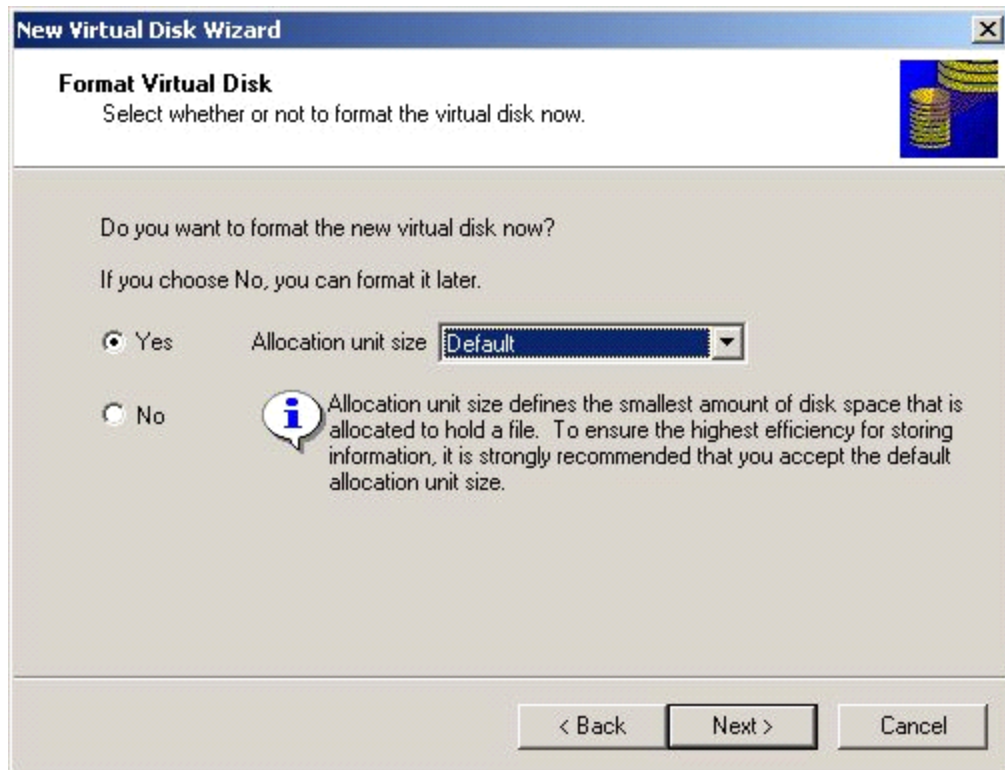 New Virtual Disk Wizard
Format Virtual Disk
Select whether or not to format the virtual disk now.
Do you want to format the new virtual disk now?
If you choose No, you can format it later.
Yes Allocation unit size Default
No
Allocation unit size defines the smallest amount of disk space that is
allocated to hold a file. To ensure the highest efficiency for storing
information, it is strongly recommended that you accept the default
allocation unit size.
< Back Next > Cancel